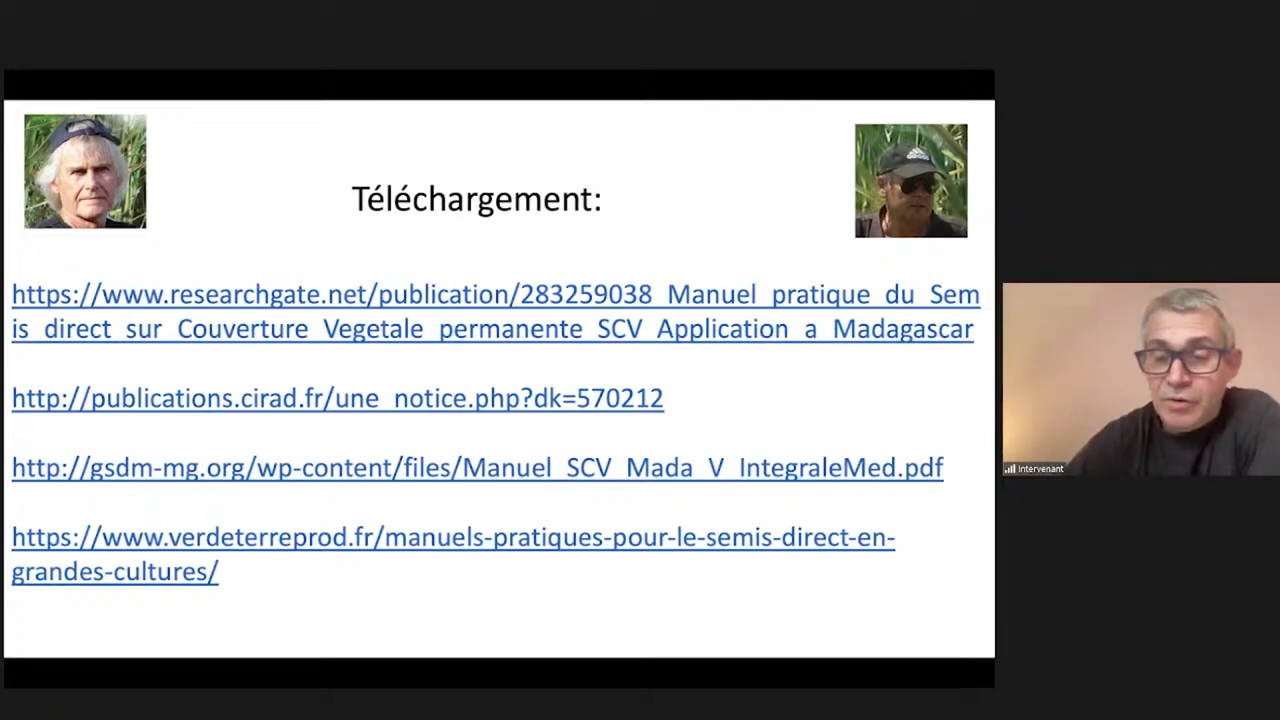 Téléchargement:
https://www.researchgate.net/publication/283259038_Manuel_pratique_du_Sem
is_direct_sur_Couverture_Vegetale_permanente_SCV_Application_a_Madagascar
http://publications.cirad.fr/une_notice.php?dk=570212
http://gsdm-mg.org/wp-content/files/Manuel_SCV_Mada_V_IntegraleMed.pdf
https://www.verdeterreprod.fr/manuels-pratiques-pour-le-semis-direct-en-
grandes-cultures/
Intervenant